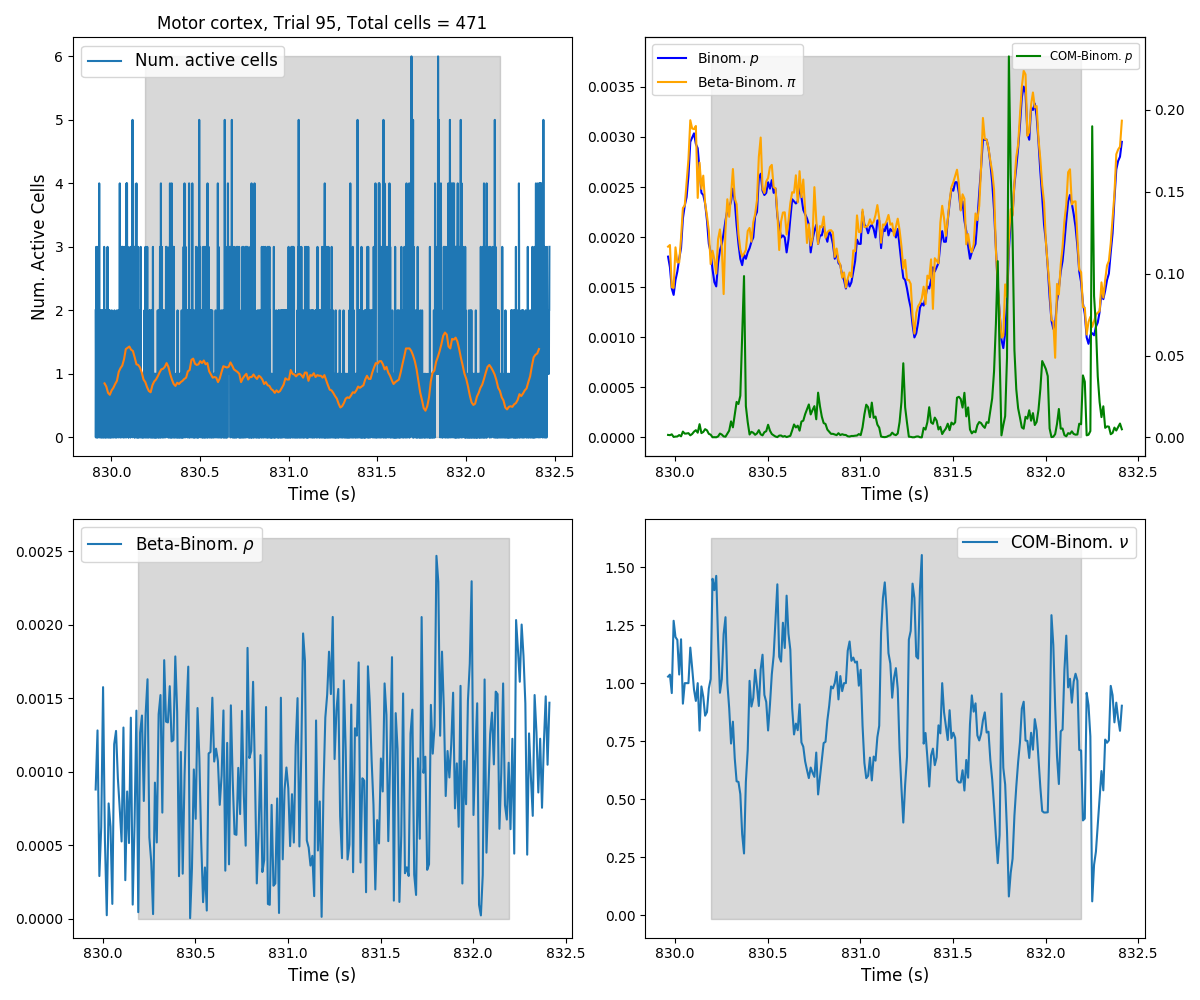 Motor cortex, Trial 95, Total cells = 471
Num. active cells
Num. Active Cells
6
5
4
3
2
1
0
830.0 830.5 831.0 831.5 832.0 832.5
Time (s)
Binom. p
Beta-Binom. π
COM-Binom. p
0.0035
0.0030
0.0025
0.0020
0.0015
0.0010
0.0005
0.0000
0.20
0.15
0.10
0.05
0.00
830.0 830.5 831.0 831.5 832.0 832.5
Time (s)
Beta-Binom. ρ
0.0025
0.0020
0.0015
0.0010
0.0005
0.0000
830.0 830.5 831.0 831.5 832.0 832.5
Time (s)
COM-Binom. ν
1.50
1.25
1.00
0.75
0.50
0.25
0.00
830.0 830.5 831.0 831.5 832.0 832.5
Time (s)